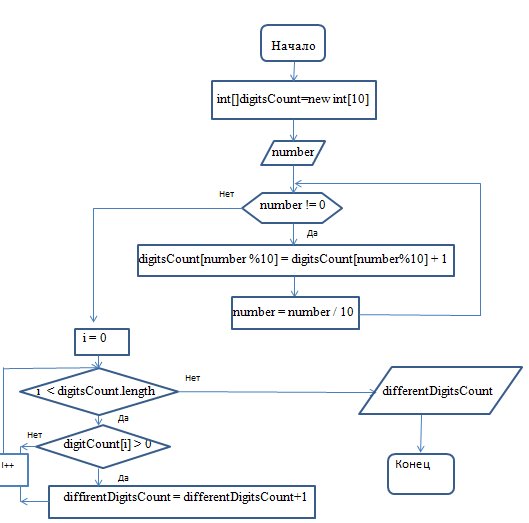 Начало
int[]digitsCount=new int[10]
number
Нет
number != 0
Да
digitsCount[number %10] = digitsCount[number%10] + 1
number = number / 10
i = 0
Нет
i < digitsCount.length
differentDigitsCount
Да
Нет
digitCount[i] > 0
I++
Конец
Да
diffirentDigitsCount = differentDigitsCount+1